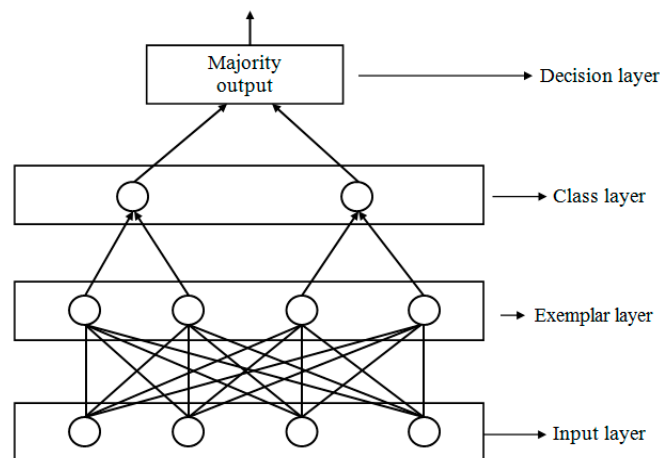 Majority
output
Decision layer
Class layer
Exemplar layer
Input layer